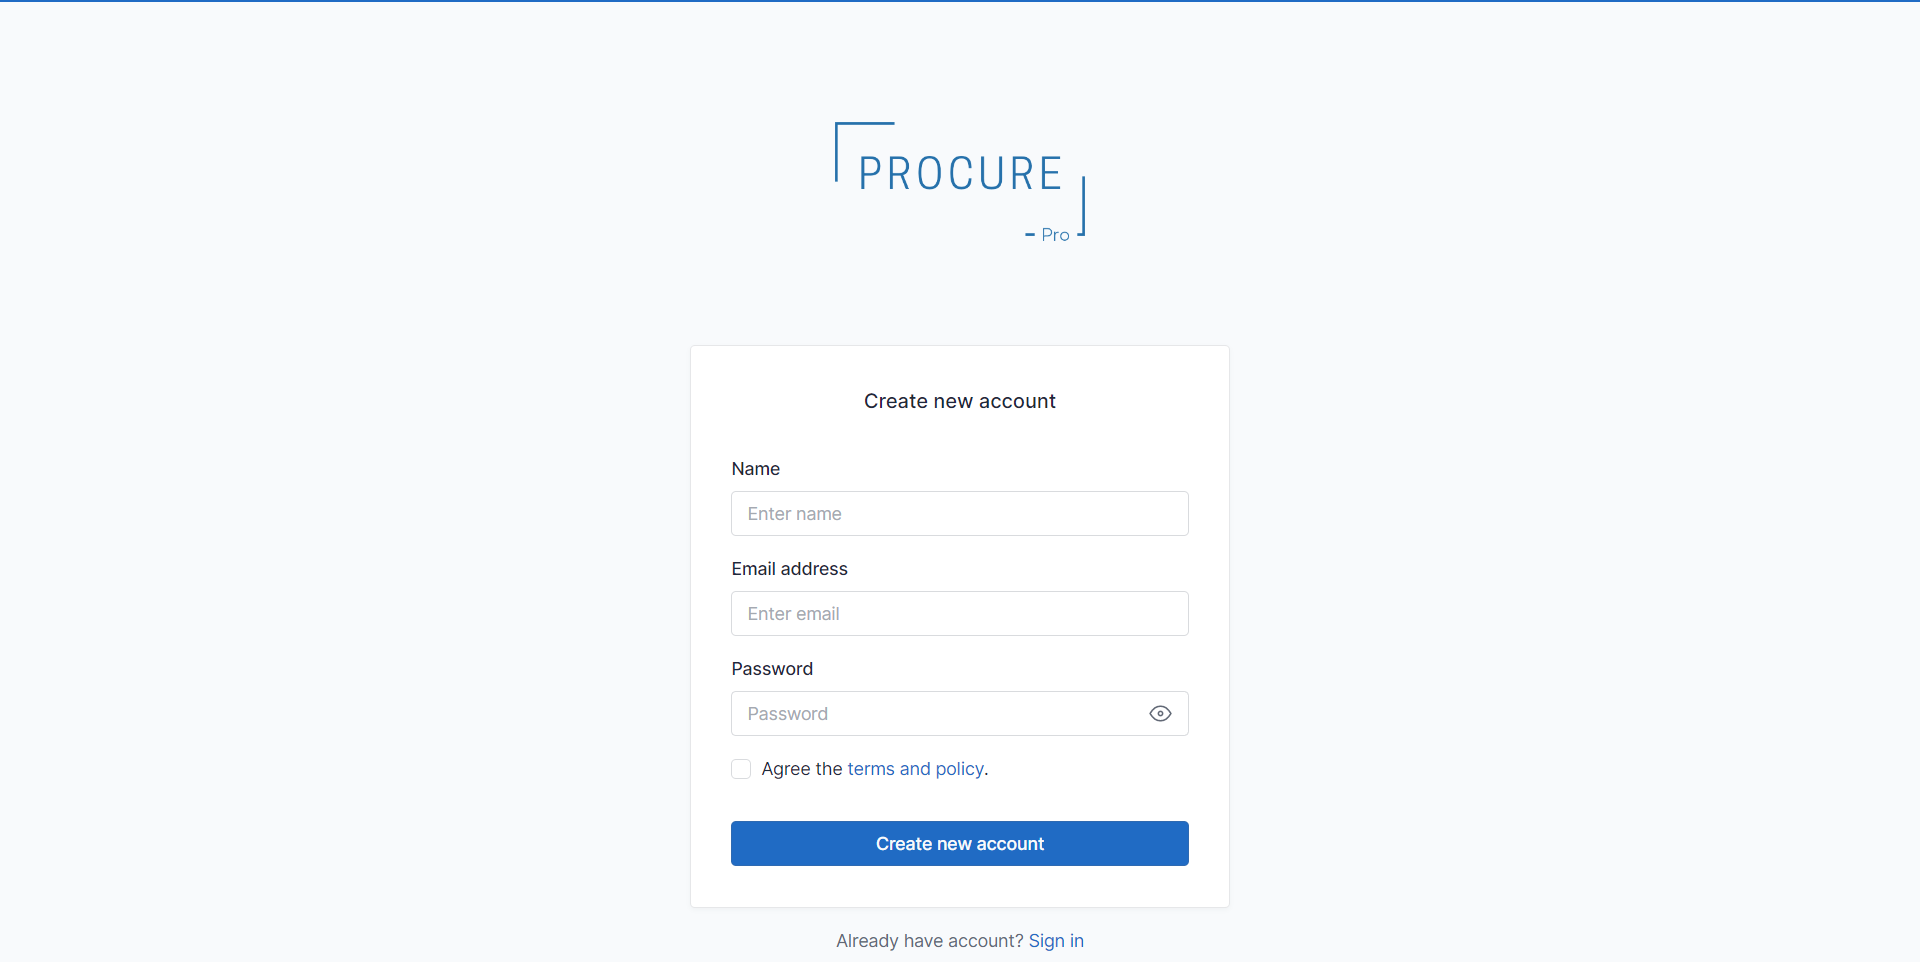 PROCURE
Pro
Create new account
Name
Enter name
Email address
Enter email
Password
Password
Agree the terms and policy.
Create new account
Already have account? Sign in